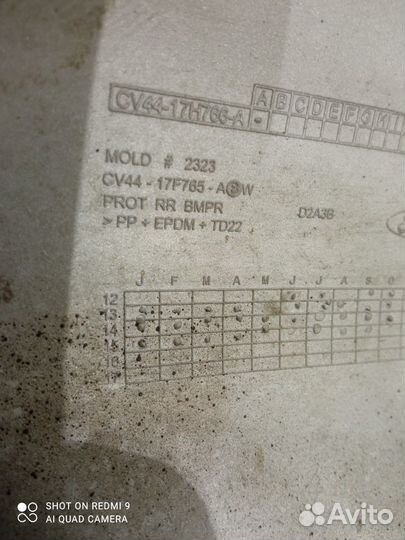 A B C D E F G K I
CV44-17H766-A
MOLD # 2323
CV44 - 17F765 - A B W
PROT RR BMPR D2A3B
> PP + EPDM + TD22
J F M A M J J A S O
12
13
14
15
SHOT ON REDMI 9
AI QUAD CAMERA
Avito